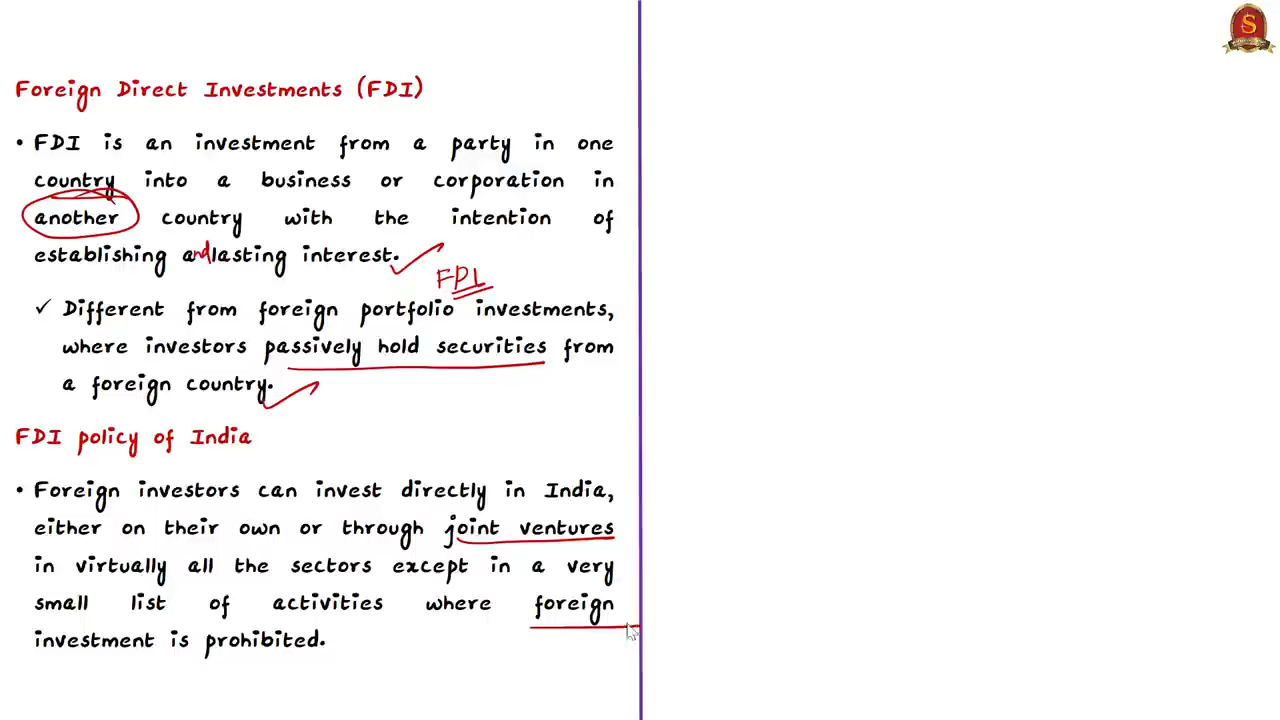 Foreign Direct Investments (FDI)
• FDI is an investment from a party in one
country into a business or corporation in
another country with the intention of
establishing and lasting interest.
FPI
✓ Different from foreign portfolio investments,
where investors passively hold securities from
a foreign country.
FDI policy of India
• Foreign investors can invest directly in India,
either on their own or through joint ventures
in virtually all the sectors except in a very
small list of activities where foreign
investment is prohibited.
S